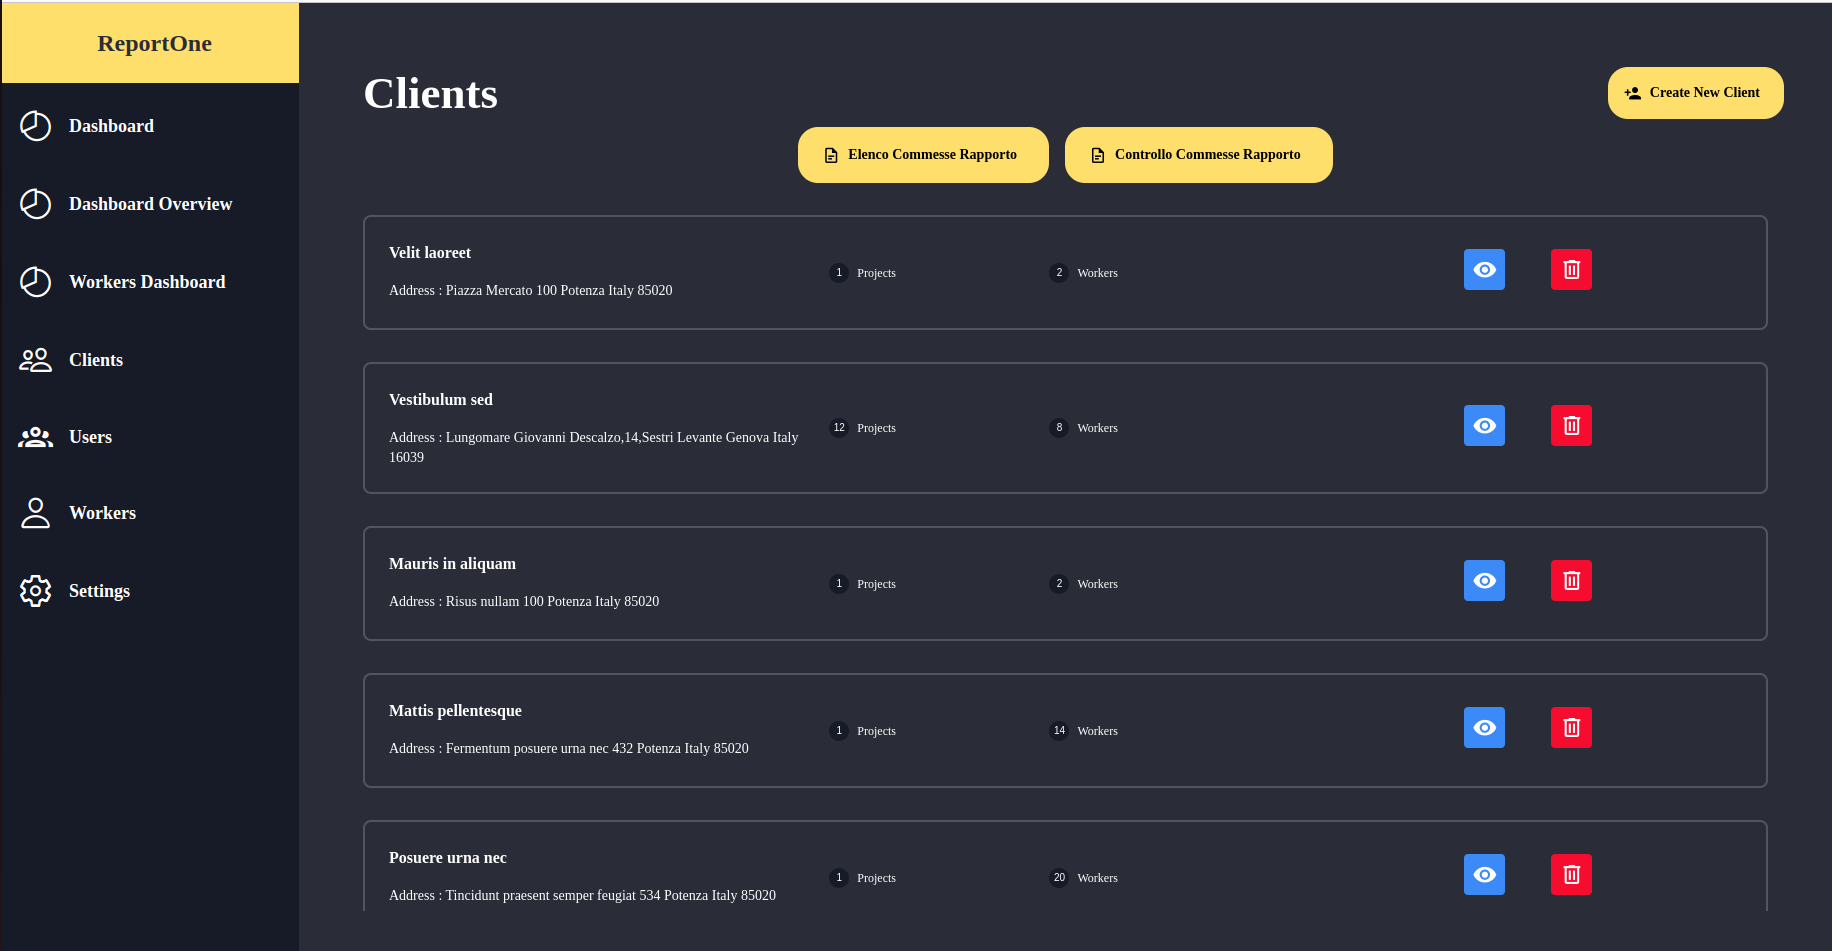 ReportOne
Dashboard
Dashboard Overview
Workers Dashboard
Clients
Users
Workers
Settings
Clients
Create New Client
Elenco Commesse Rapporto
Controllo Commesse Rapporto
Velit laoreet
Address : Piazza Mercato 100 Potenza Italy 85020
1 Projects
2 Workers
Vestibulum sed
Address : Lungomare Giovanni Descalzo,14,Sestri Levante Genova Italy
16039
12 Projects
8 Workers
Mauris in aliquam
Address : Risus nullam 100 Potenza Italy 85020
1 Projects
2 Workers
Mattis pellentesque
Address : Fermentum posuere urna nec 432 Potenza Italy 85020
1 Projects
14 Workers
Posuere urna nec
Address : Tincidunt praesent semper feugiat 534 Potenza Italy 85020
1 Projects
20 Workers